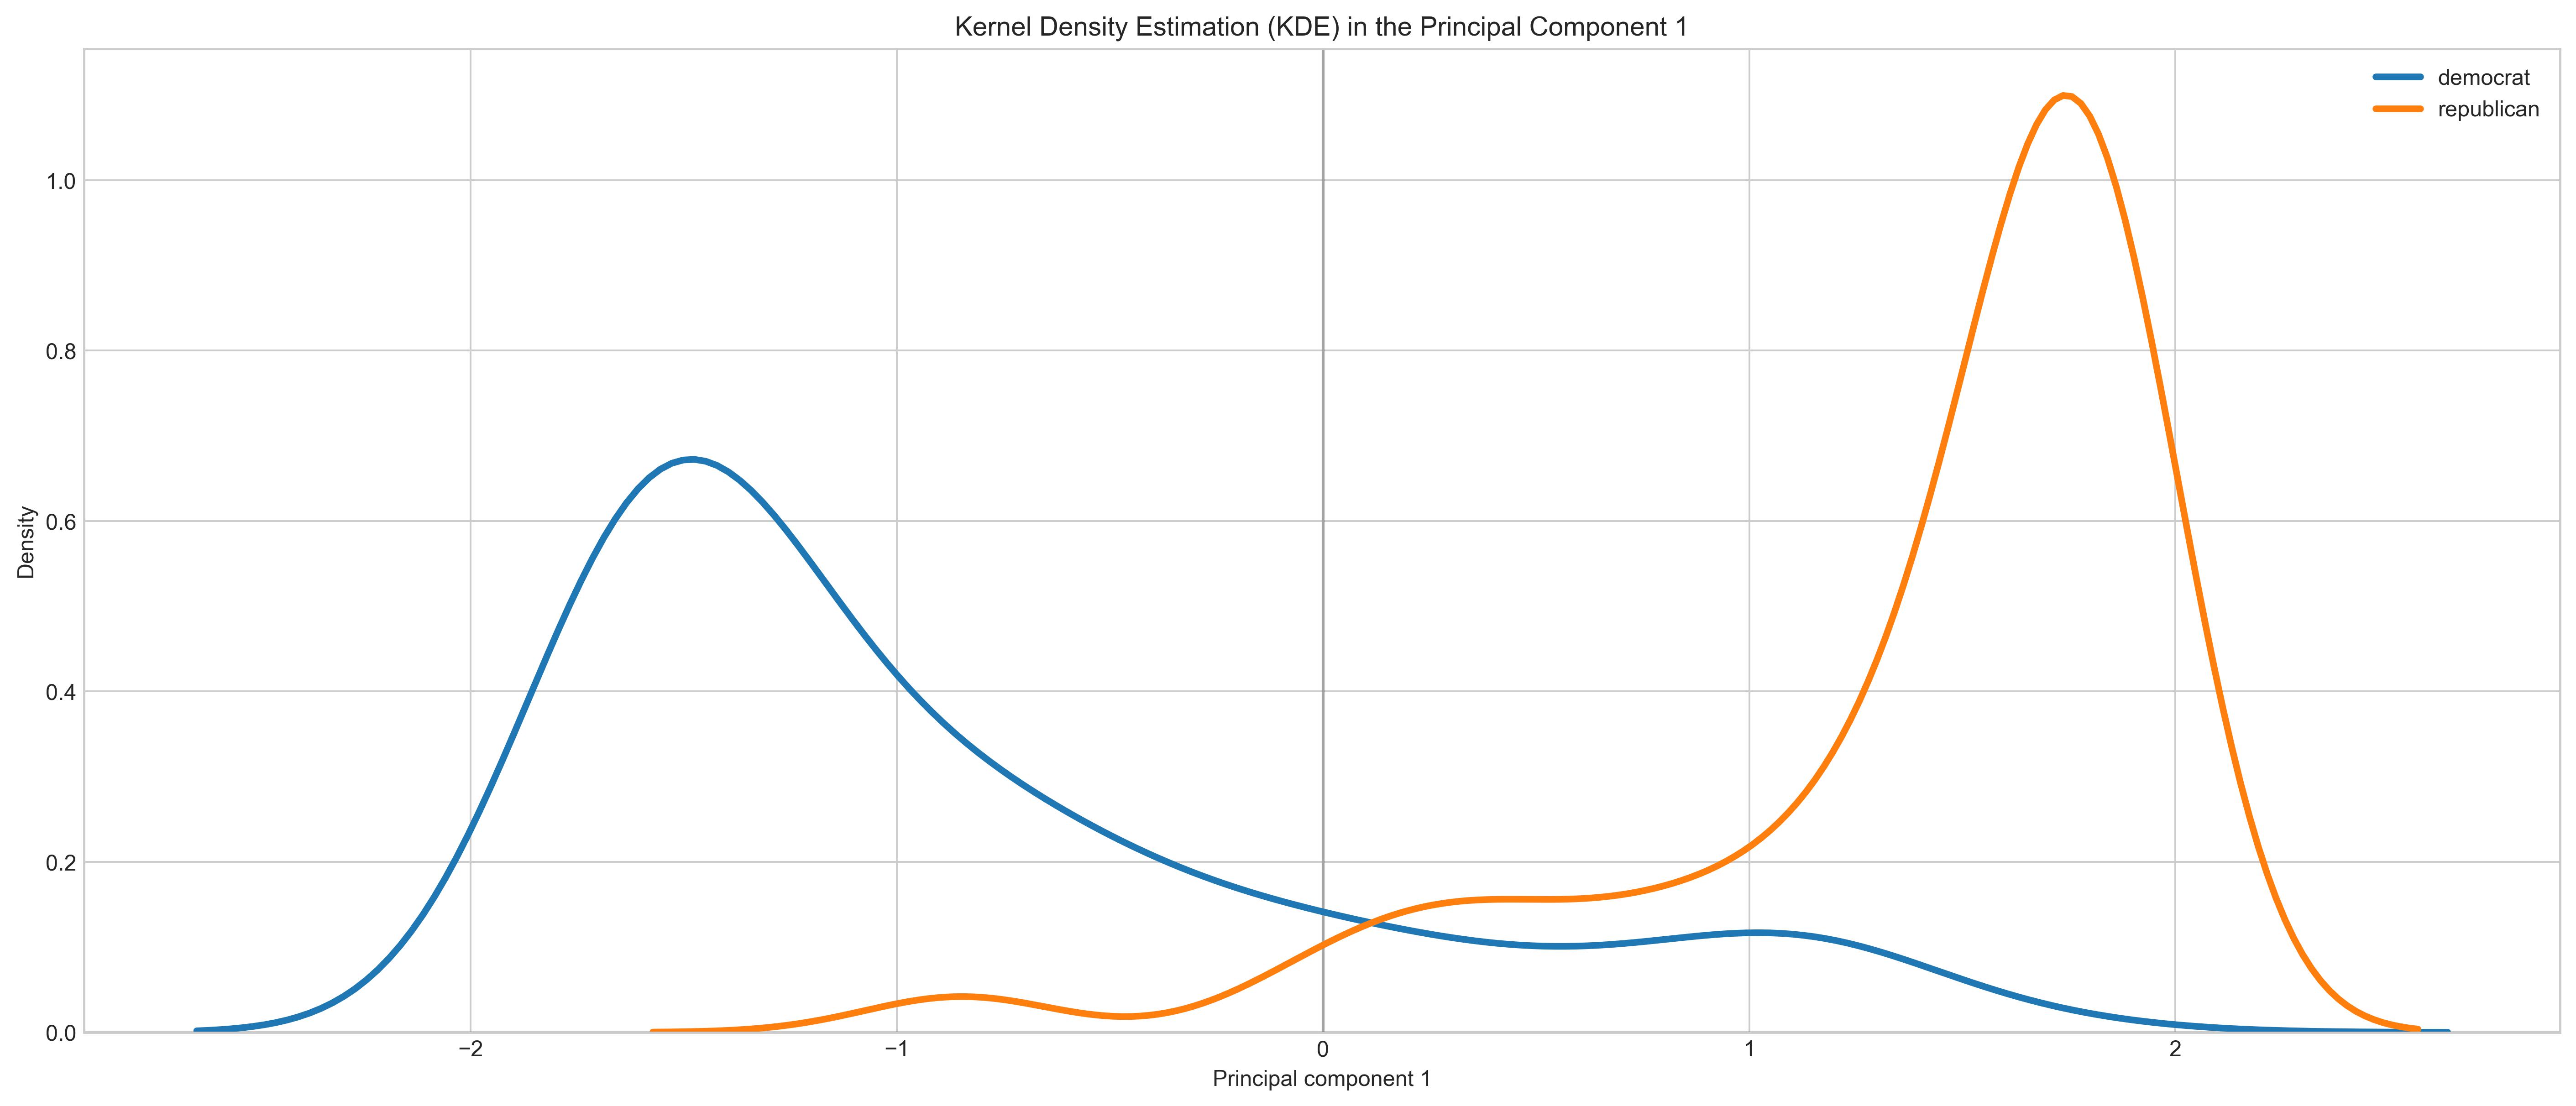 Kernel Density Estimation (KDE) in the Principal Component 1
democrat
republican
1.0
0.8
0.6
0.4
0.2
0.0
Density
−2
−1
0
1
2
Principal component 1